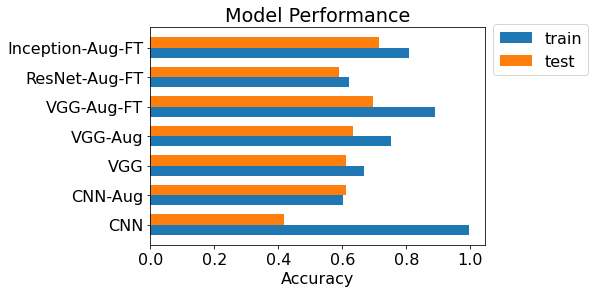 Model Performance
train
test
Inception-Aug-FT
ResNet-Aug-FT
VGG-Aug-FT
VGG-Aug
VGG
CNN-Aug
CNN
0.0 0.2 0.4 0.6 0.8 1.0
Accuracy